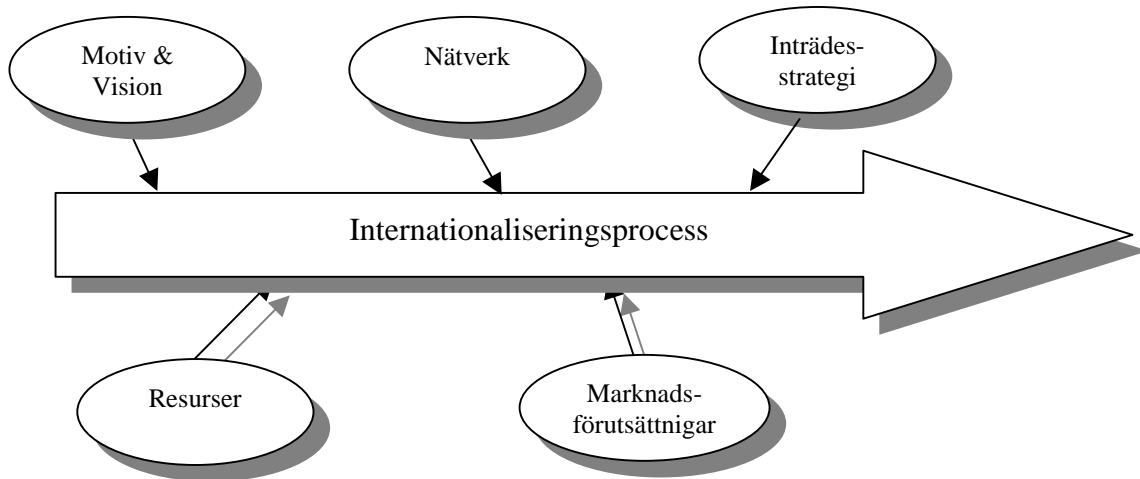 Motiv &
Vision
Nätverk
Inträdes-
strategi
Internationaliseringsprocess
Resurser
Marknads-
förutsättnigar